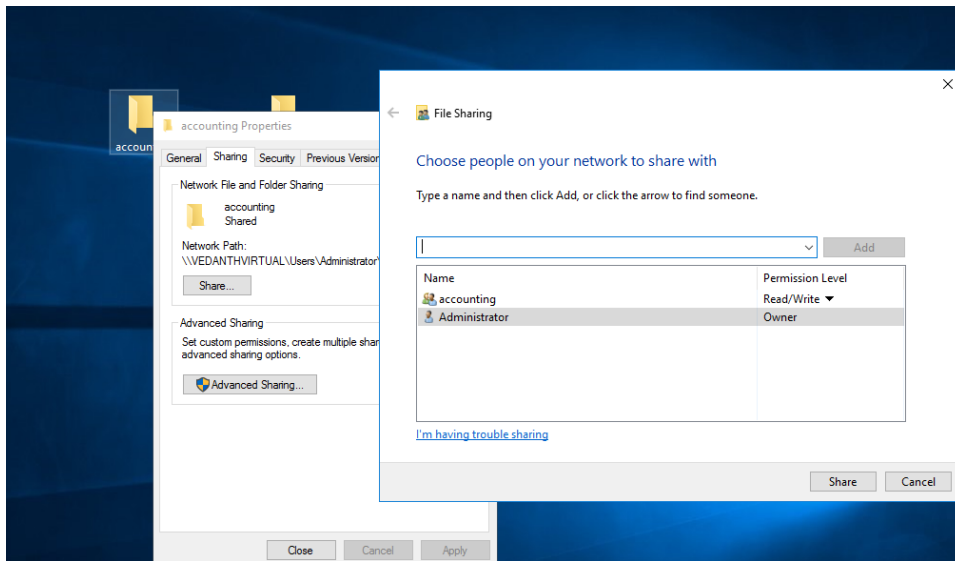 accoun
accounting Properties
General Sharing Security Previous Version
Network File and Folder Sharing
accounting
Shared
Network Path:
\\VEDANTHVIRTUAL\Users\Administrator\
Share...
Advanced Sharing
Set custom permissions, create multiple shar
advanced sharing options.
Advanced Sharing...
Close Cancel Apply
File Sharing
Choose people on your network to share with
Type a name and then click Add, or click the arrow to find someone.
Add
Name Permission Level
accounting Read/Write
Administrator Owner
I'm having trouble sharing
Share Cancel